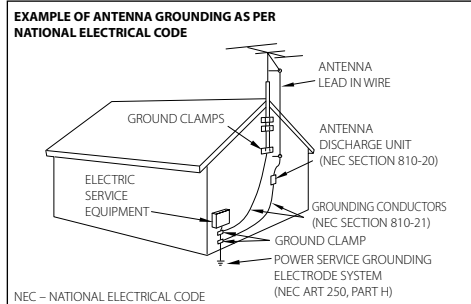 EXAMPLE OF ANTENNA GROUNDING AS PER
NATIONAL ELECTRICAL CODE
ANTENNA
LEAD IN WIRE
GROUND CLAMPS
ANTENNA
DISCHARGE UNIT
(NEC SECTION 810-20)
ELECTRIC
SERVICE
EQUIPMENT
GROUNDING CONDUCTORS
(NEC SECTION 810-21)
GROUND CLAMP
POWER SERVICE GROUNDING
ELECTRODE SYSTEM
(NEC ART 250, PART H)
NEC – NATIONAL ELECTRICAL CODE